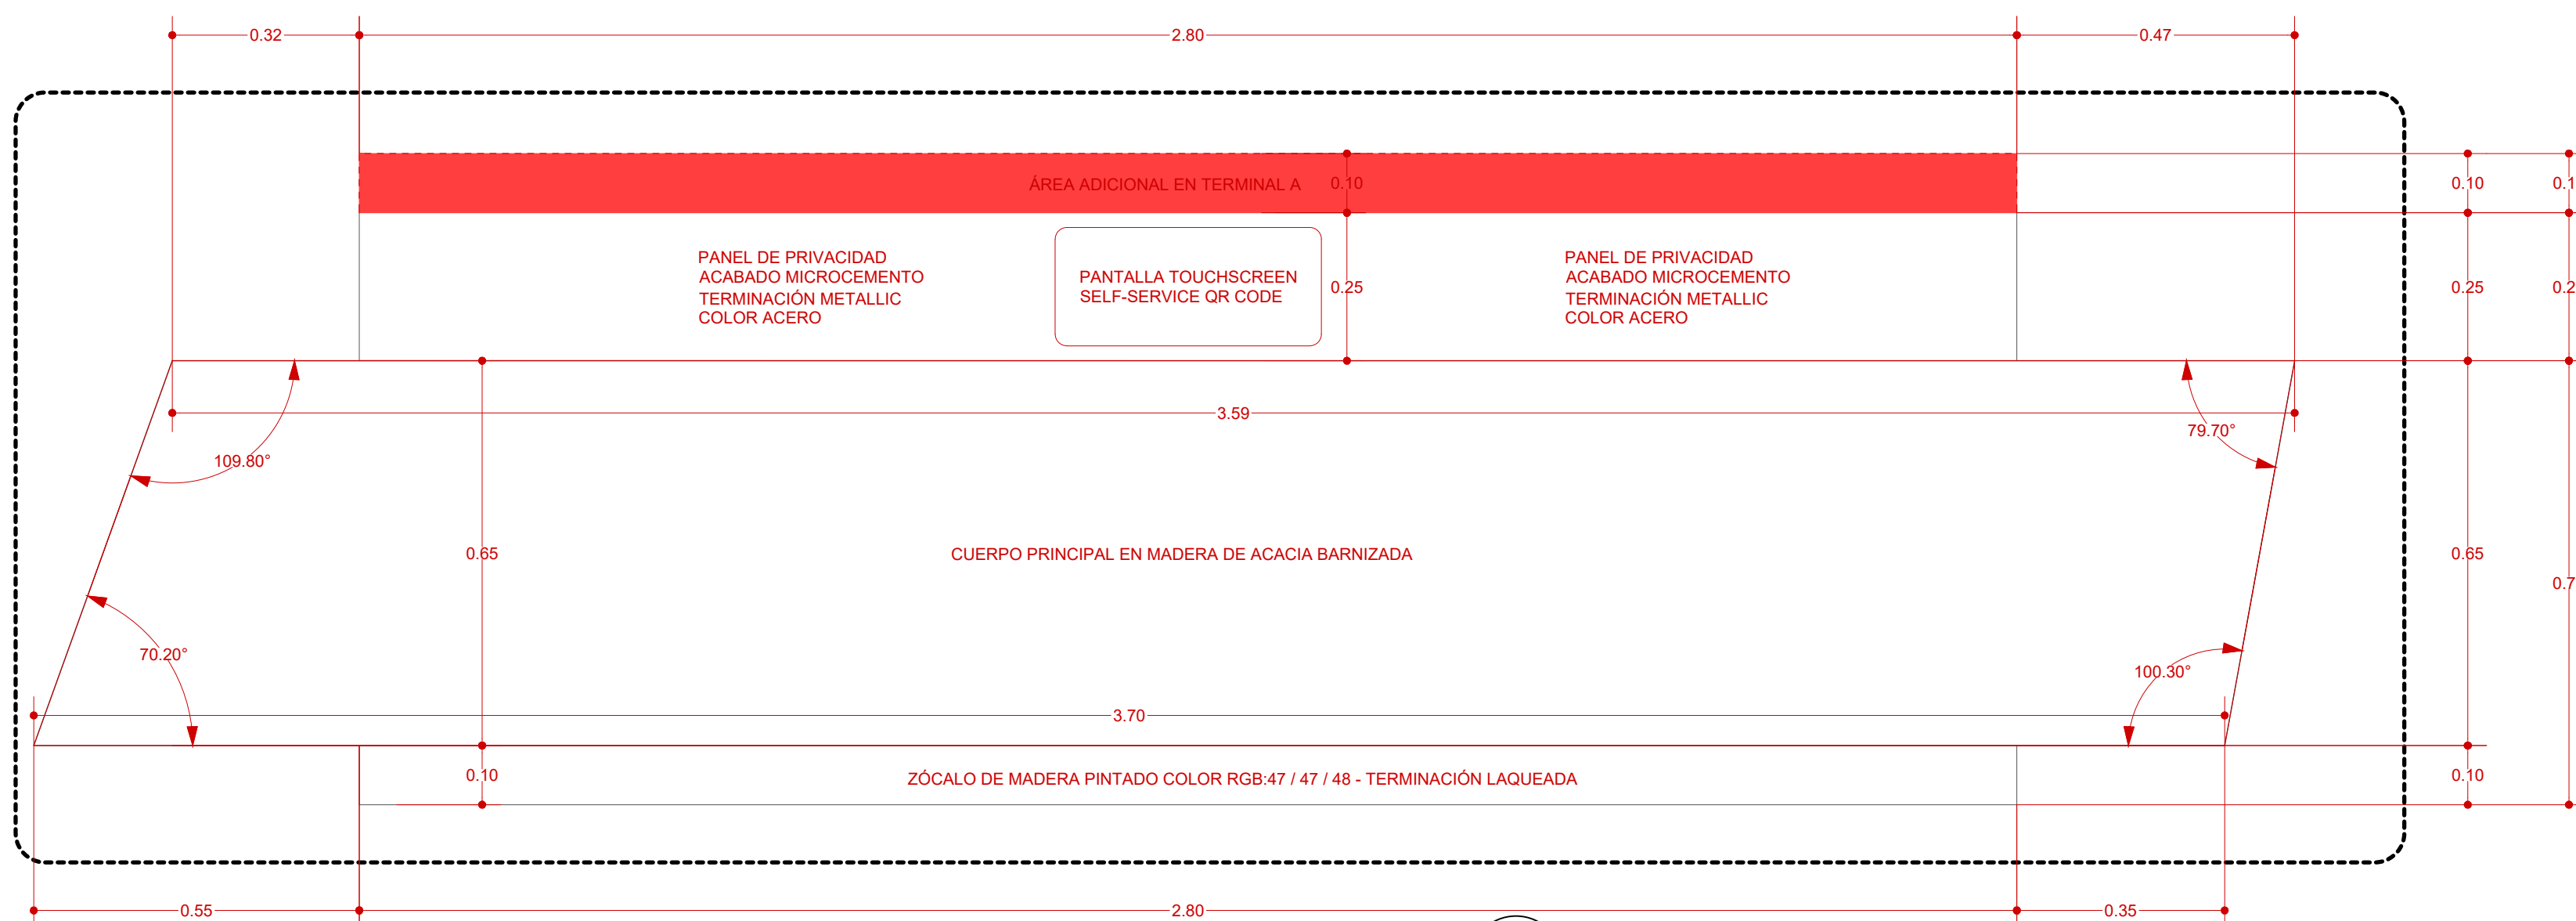 0.32
2.80
0.47
ÁREA ADICIONAL EN TERMINAL A
0.10
0.10
PANEL DE PRIVACIDAD
ACABADO MICROCEMENTO
TERMINACIÓN METALLIC
COLOR ACERO
PANTALLA TOUCHSCREEN
SELF-SERVICE QR CODE
0.25
PANEL DE PRIVACIDAD
ACABADO MICROCEMENTO
TERMINACIÓN METALLIC
COLOR ACERO
0.25
3.59
109.80°
79.70°
0.65
CUERPO PRINCIPAL EN MADERA DE ACACIA BARNIZADA
0.65
70.20°
100.30°
3.70
0.10
ZÓCALO DE MADERA PINTADO COLOR RGB:47 / 47 / 48 - TERMINACIÓN LAQUEADA
0.10
0.55
2.80
0.35